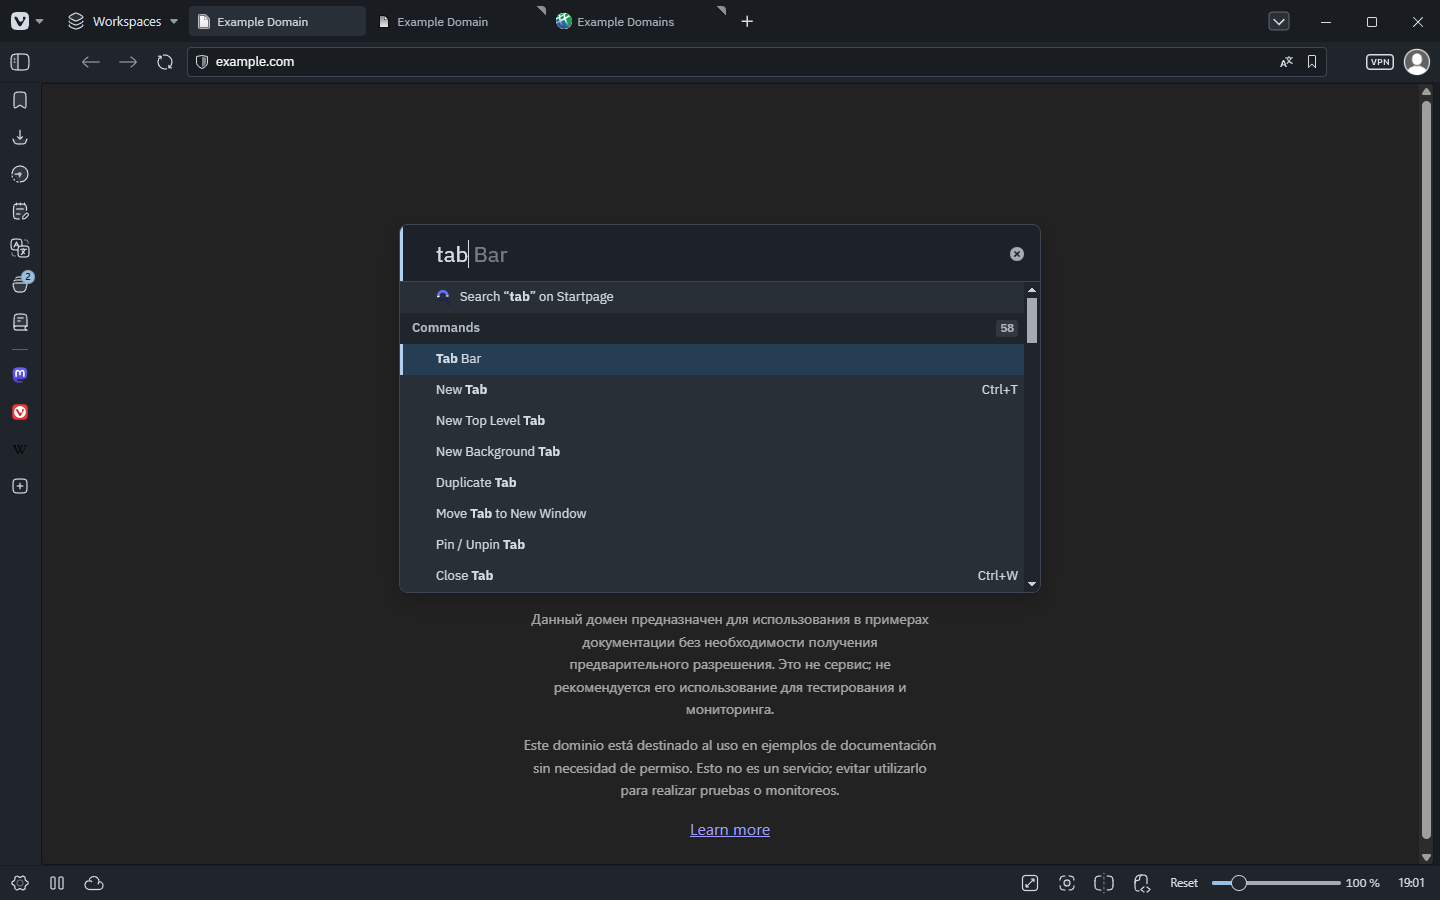 Workspaces
Example Domain
Example Domain
Example Domains
example.com
VPN
2
tab Bar
Search “tab” on Startpage
Commands 58
Tab Bar
New Tab Ctrl+T
New Top Level Tab
New Background Tab
Duplicate Tab
Move Tab to New Window
Pin / Unpin Tab
Close Tab Ctrl+W
Данный домен предназначен для использования в примерах
документации без необходимости получения
предварительного разрешения. Это не сервис; не
рекомендуется его использование для тестирования и
мониторинга.
Este dominio está destinado al uso en ejemplos de documentación
sin necesidad de permiso. Esto no es un servicio; evitar utilizarlo
para realizar pruebas o monitoreos.
Learn more
Reset 100 % 19:01